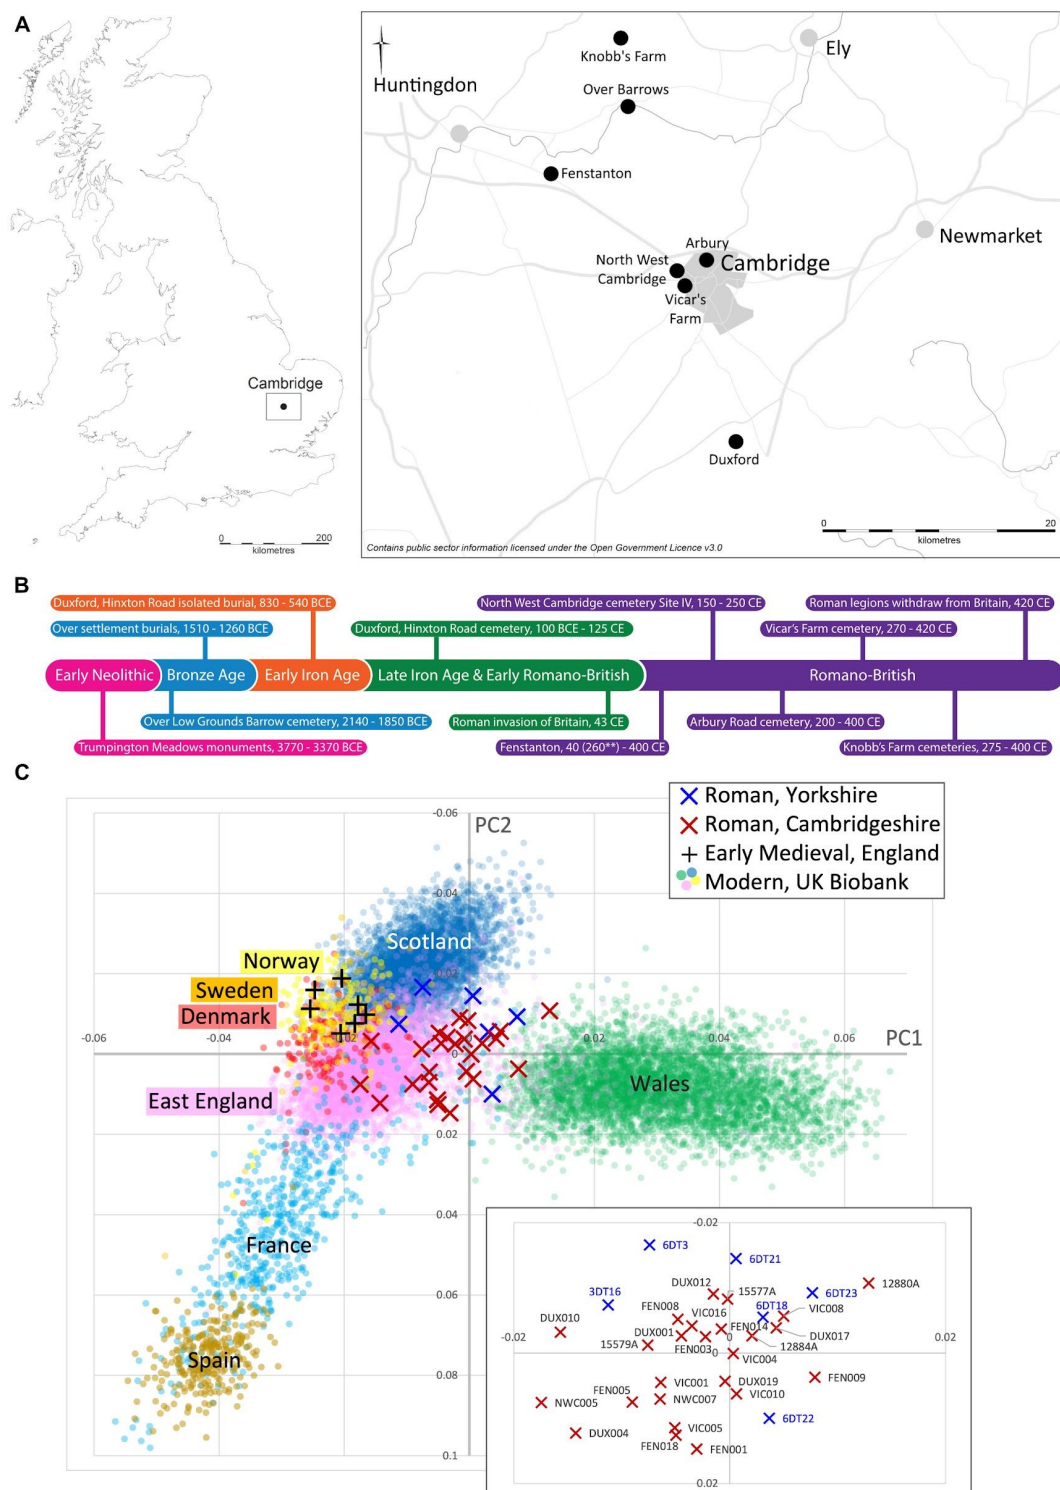 A
Cambridge
0 200
kilometres
Huntingdon
Knobb's Farm
Ely
Over Barrows
Fenstanton
Newmarket
Arbury
North West
Cambridge
Cambridge
Vicar's
Farm
Duxford
0 20
kilometres
Contains public sector information licensed under the Open Government Licence v3.0
B
Duxford, Hinxton Road isolated burial, 830 - 540 BCE
North West Cambridge cemetery Site IV, 150 - 250 CE
Roman legions withdraw from Britain, 420 CE
Over settlement burials, 1510 - 1260 BCE
Duxford, Hinxton Road cemetery, 100 BCE - 125 CE
Vicar's Farm cemetery, 270 - 420 CE
Early Neolithic
Bronze Age
Early Iron Age
Late Iron Age & Early Romano-British
Romano-British
Over Low Grounds Barrow cemetery, 2140 - 1850 BCE
Roman invasion of Britain, 43 CE
Arbury Road cemetery, 200 - 400 CE
Trumpington Meadows monuments, 3770 - 3370 BCE
Fenstanton, 40 (260**) - 400 CE
Knobb's Farm cemeteries, 275 - 400 CE
C
Roman, Yorkshire
Roman, Cambridgeshire
Early Medieval, England
Modern, UK Biobank
-0.06
PC2
-0.04
Scotland
Norway
-0.02
Sweden
Denmark
-0.06 -0.04 -0.02 0 0.02 0.04 0.06
PC1
Wales
East England
0.02
0.04
France
0.06
Spain
0.08
0.1
-0.02
6DT3
6DT21
DUX012
15577A
12880A
3DT16
6DT23
FEN008
VIC016
6DT18
VIC008
DUX010
DUX001
FEN014
DUX017
-0.02
0
0.02
15579A
FEN003
12884A
VIC004
VIC001
DUX019
FEN009
FEN005
NWC005
NWC007
VIC010
DUX004
VIC005
6DT22
FEN018
FEN001
0.02